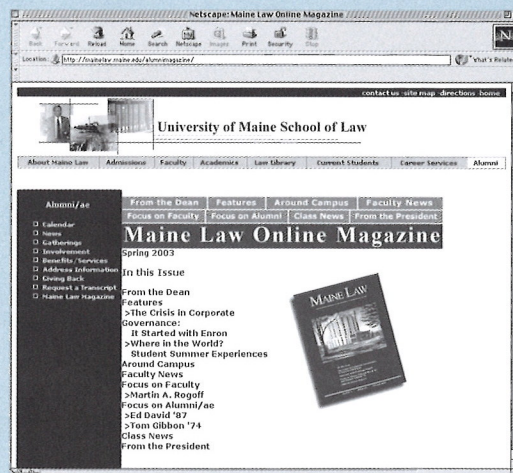 Netscape: Maine Law Online Magazine
Back Forward Reload Home Search Netscape Images Print Security Stop
Location: http://mainelaw.maine.edu/alumnimagazine/ What's Relate
contact us site map directions home
University of Maine School of Law
About Maine Law Admissions Faculty Academics Law Library Current Students Career Services Alumni
Alumni/ae
Calendar
News
Gatherings
Involvement
Benefits/Services
Address Information
Giving Back
Request a Transcript
Maine Law Magazine
From the Dean Features Around Campus Faculty News
Focus on Faculty Focus on Alumni Class News From the President
Maine Law Online Magazine
Spring 2003
In this Issue
From the Dean
Features
>The Crisis in Corporate
Governance:
It Started with Enron
>Where in the World?
Student Summer Experiences
Around Campus
Faculty News
Focus on Faculty
>Martin A. Rogoff
Focus on Alumni/ae
>Ed David '87
>Tom Gibbon '74
Class News
From the President
MAINE LAW